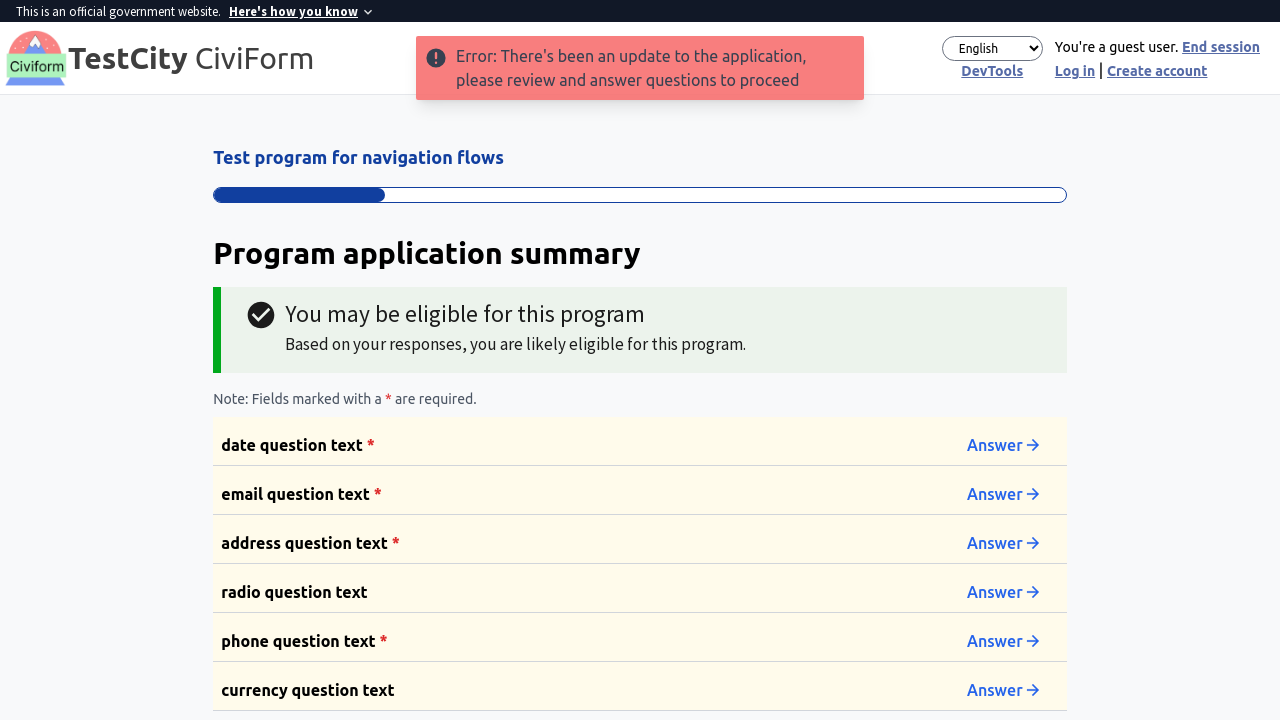 This is an official government website. Here's how you know
Civiform
TestCity CiviForm
Error: There's been an update to the application,
please review and answer questions to proceed
English
DevTools
You're a guest user. End session
Log in | Create account
Test program for navigation flows
Program application summary
You may be eligible for this program
Based on your responses, you are likely eligible for this program.
Note: Fields marked with a * are required.
date question text * Answer
email question text * Answer
address question text * Answer
radio question text Answer
phone question text * Answer
currency question text Answer